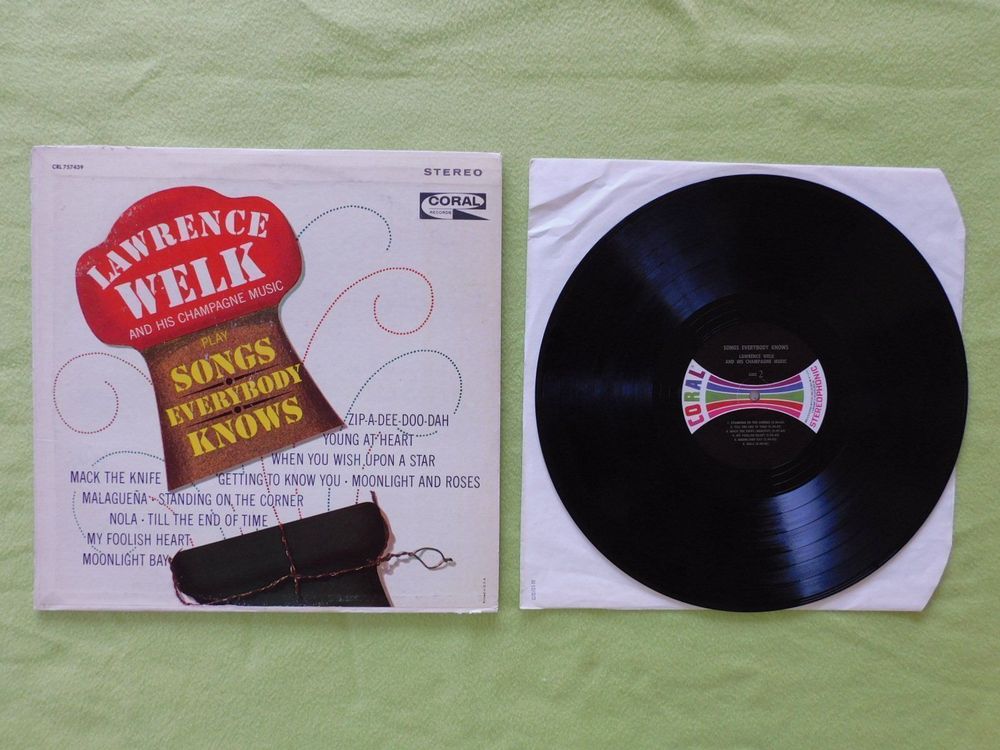 CRL 757439
STEREO
CORAL
RECORDS
LAWRENCE
WELK
AND HIS CHAMPAGNE MUSIC
PLAY
SONGS
EVERYBODY
KNOWS
ZIP-A-DEE-DOO-DAH
YOUNG AT HEART
WHEN YOU WISH UPON A STAR
MACK THE KNIFE GETTING TO KNOW YOU · MOONLIGHT AND ROSES
MALAGUEÑA · STANDING ON THE CORNER
NOLA · TILL THE END OF TIME
MY FOOLISH HEART
MOONLIGHT BAY
SONGS EVERYBODY KNOWS
LAWRENCE WELK
AND HIS CHAMPAGNE MUSIC
SIDE 2
CORAL
STEREOPHONIC